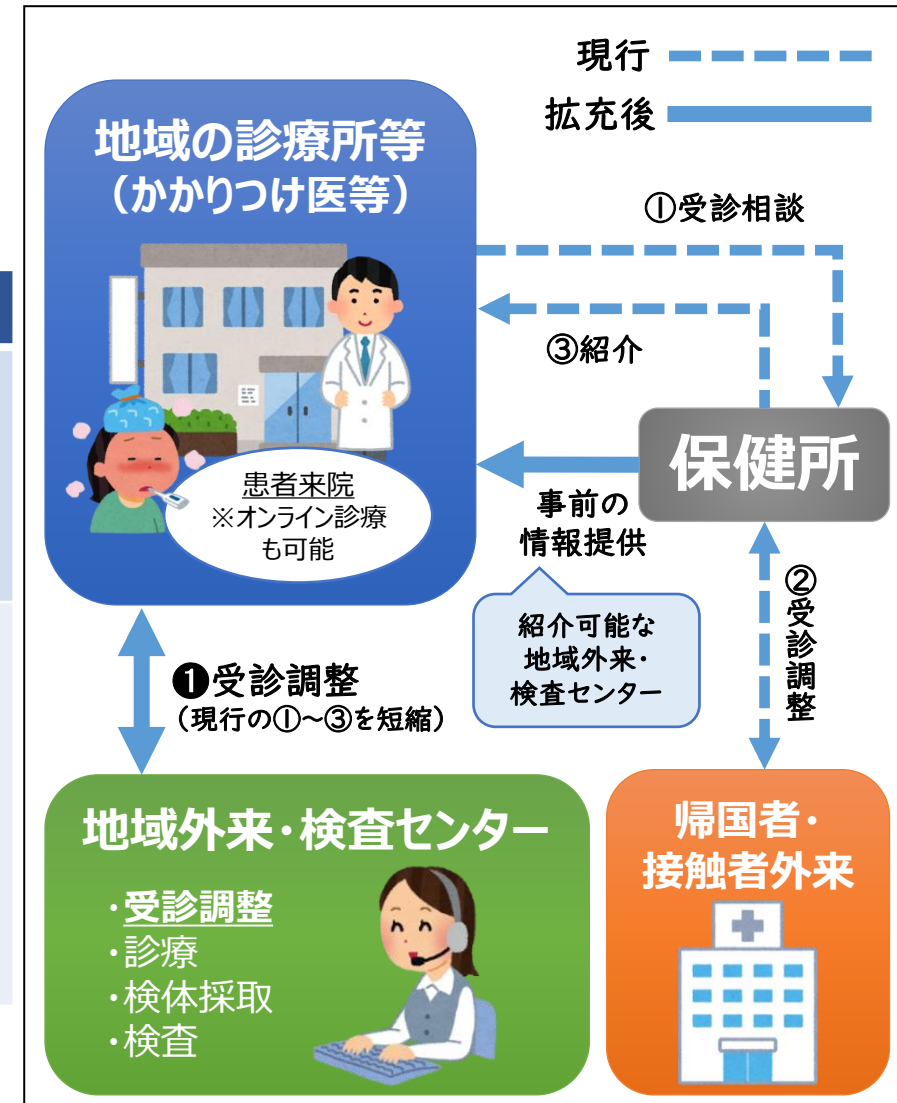 現行
拡充後
地域の診療所等
（かかりつけ医等）
①受診相談
③紹介
保健所
患者来院
※オンライン診療
も可能
事前の
情報提供
紹介可能な
地域外来・
検査センター
②受診調整
❶受診調整
（現行の①～③を短縮）
地域外来・検査センター
・受診調整
・診療
・検体採取
・検査
帰国者・
接触者外来